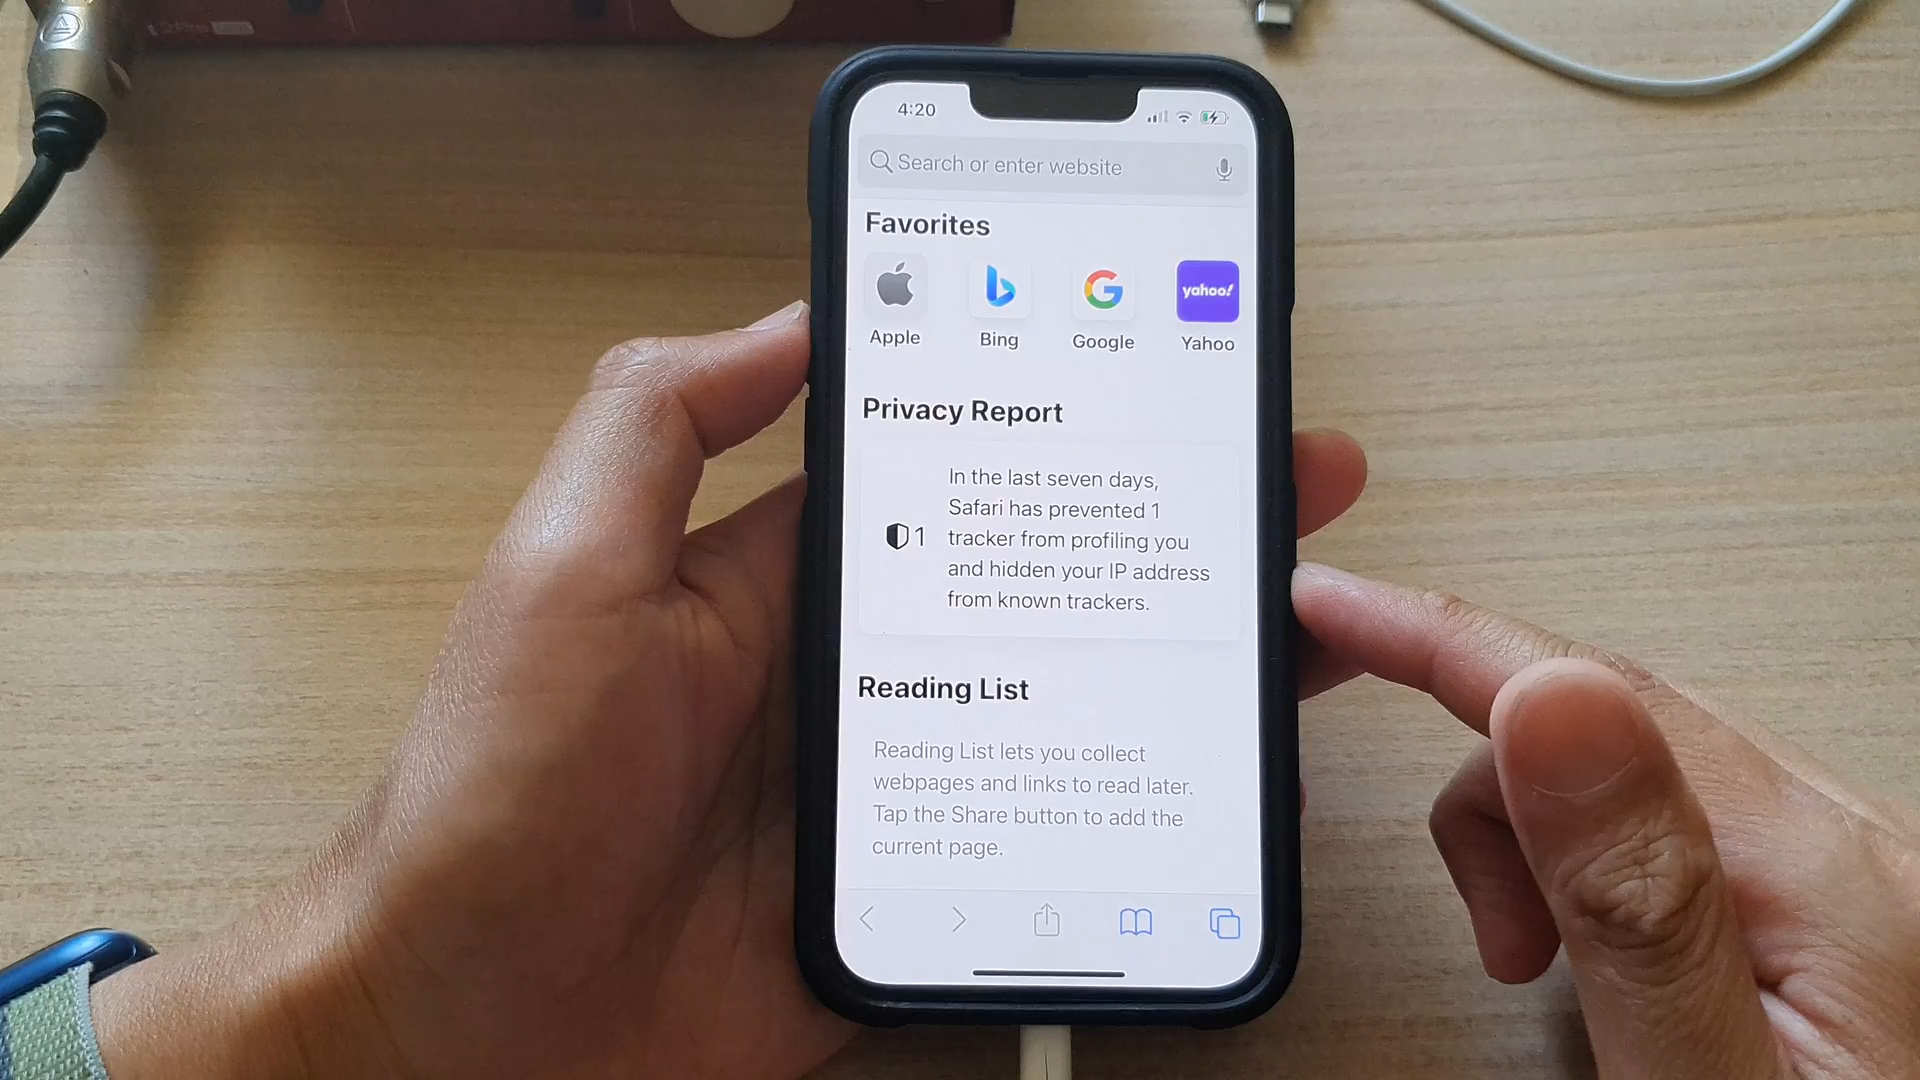 2Pre
4:20
Search or enter website
Favorites
yahoo!
Apple
Bing
Google
Yahoo
Privacy Report
1
In the last seven days,
Safari has prevented 1
tracker from profiling you
and hidden your IP address
from known trackers.
Reading List
Reading List lets you collect
webpages and links to read later.
Tap the Share button to add the
current page.